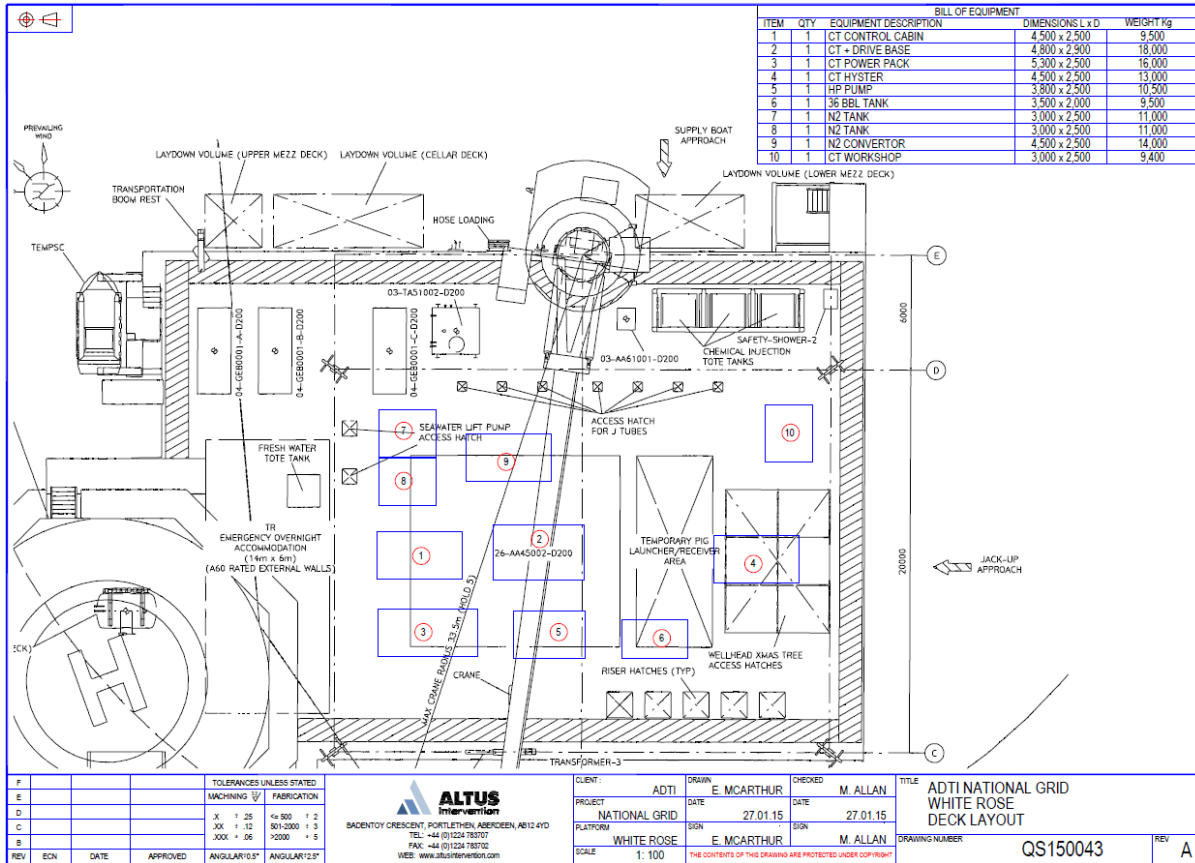 BILL OF EQUIPMENT
ITEM QTY EQUIPMENT DESCRIPTION DIMENSIONS L x D WEIGHT Kg
1 1 CT CONTROL CABIN 4,500 x 2,500 9,500
2 1 CT + DRIVE BASE 4,800 x 2,900 18,000
3 1 CT POWER PACK 5,300 x 2,500 16,000
4 1 CT HYSTER 4,500 x 2,500 13,000
5 1 HP PUMP 3,800 x 2,500 10,500
6 1 36 BBL TANK 3,500 x 2,000 9,500
7 1 N2 TANK 3,000 x 2,500 11,000
8 1 N2 TANK 3,000 x 2,500 11,000
9 1 N2 CONVERTOR 4,500 x 2,500 14,000
10 1 CT WORKSHOP 3,000 x 2,500 9,400
PREVAILING
WIND
SUPPLY BOAT
APPROACH
LAYDOWN VOLUME (UPPER MEZZ DECK)
LAYDOWN VOLUME (CELLAR DECK)
LAYDOWN VOLUME (LOWER MEZZ DECK)
TRANSPORTATION
BOOM REST
HOSE LOADING
TEMPSC
E
03-TA51002-D200
04-GE80001-A-D200
04-GE80001-B-D200
04-GE80001-C-D200
6000
SAFETY-SHOWER-2
03-AA61001-D200
CHEMICAL INJECTION
TOTE TANKS
D
ACCESS HATCH
FOR J TUBES
SEAWATER LIFT PUMP
ACCESS HATCH
7
10
FRESH WATER
TOTE TANK
9
8
TR
EMERGENCY OVERNIGHT
ACCOMMODATION
(14m x 6m)
(A60 RATED EXTERNAL WALLS)
2
26-AA45002-D200
1
TEMPORARY PIG
LAUNCHER/RECEIVER
AREA
4
20000
JACK-UP
APPROACH
MAX CRANE RADIUS 33.5m (HOLD 5)
3
5
6
ECK)
H
WELLHEAD XMAS TREE
ACCESS HATCHES
RISER HATCHES (TYP)
CRANE
C
TRANSFORMER-3
F
E
D
C
B
REV ECN DATE APPROVED
TOLERANCES UNLESS STATED
MACHINING FABRICATION
.X ± .25 <= 500 ± 2
.XX ± .12 501-2000 ± 3
.XXX ± .06 >2000 ± 5
ANGULAR±0.5° ANGULAR±2.5°
ALTUS
Intervention
BADENTOY CRESCENT, PORTLETHEN, ABERDEEN, AB12 4YD
TEL: +44 (0)1224 783707
FAX: +44 (0)1224 783702
WEB: www.altusintervention.com
CLIENT : ADTI
PROJECT NATIONAL GRID
PLATFORM WHITE ROSE
SCALE 1: 100
DRAWN E. MCARTHUR
DATE 27.01.15
SIGN E. MCARTHUR
CHECKED M. ALLAN
DATE 27.01.15
SIGN M. ALLAN
THE CONTENTS OF THIS DRAWING ARE PROTECTED UNDER COPYRIGHT
TITLE ADTI NATIONAL GRID
WHITE ROSE
DECK LAYOUT
DRAWING NUMBER QS150043
REV A